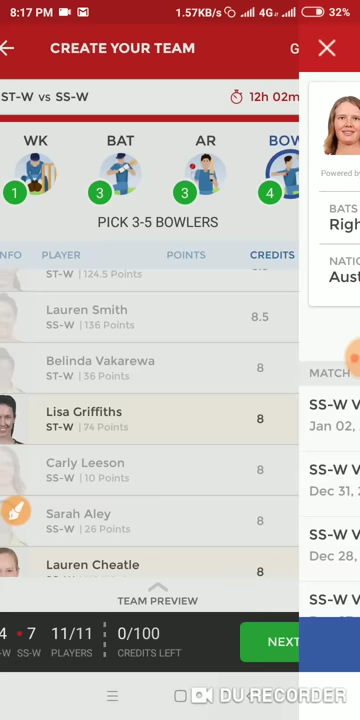 8:17 PM 1.57KB/s 4G 32%
CREATE YOUR TEAM G
ST-W vs SS-W 12h 02m
WK BAT AR BOW
1 3 3 4
PICK 3-5 BOWLERS
INFO PLAYER POINTS CREDITS
ST-W | 124.5 Points
Lauren Smith 8.5
SS-W | 136 Points
Belinda Vakarewa 8
ST-W | 36 Points
Lisa Griffiths 8
ST-W | 74 Points
Carly Leeson 8
SS-W | 10 Points
Sarah Aley 8
SS-W | 26 Points
Lauren Cheatle 8
TEAM PREVIEW
4 7 11/11 0/100 NEXT
-W SS-W PLAYERS CREDITS LEFT
Powered by
BATS
Righ
NATIO
Aust
MATCH
SS-W V
Jan 02,
SS-W V
Dec 31, 2
SS-W V
Dec 28,
SS-W V
DU RECORDER